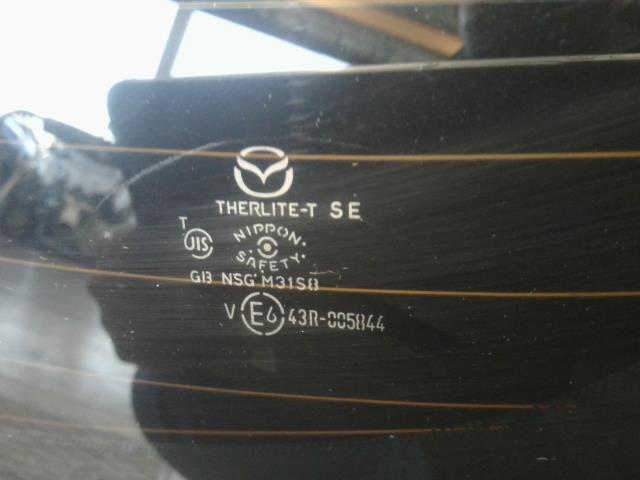 THERLITE-T SE
T
JIS
NIPPON
SAFETY
GB NSG M31S8
V E6 43R-005844